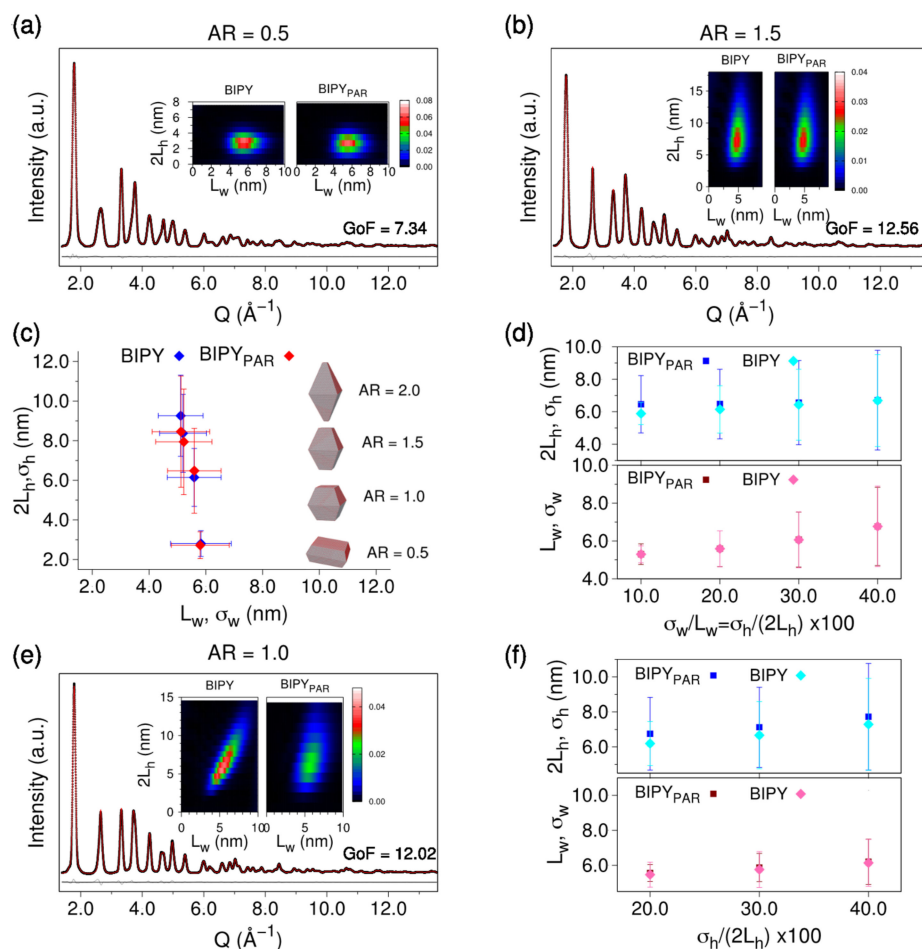 (a)
AR = 0.5
Intensity (a.u.)
BIPY
BIPY_PAR
2L_h (nm)
8
6
4
2
0
0 2 4 6 8 10
0 2 4 6 8 10
L_w (nm)
L_w (nm)
0.08
0.06
0.04
0.02
0.00
GoF = 7.34
2.0 4.0 6.0 8.0 10.0 12.0
Q (Å⁻¹)
(b)
AR = 1.5
Intensity (a.u.)
BIPY
BIPY_PAR
2L_h (nm)
15
10
5
0
0 5
0 5
L_w (nm)
L_w (nm)
0.04
0.03
0.02
0.01
0.00
GoF = 12.56
2.0 4.0 6.0 8.0 10.0 12.0
Q (Å⁻¹)
(c)
2L_h,σ_h (nm)
12.0
10.0
8.0
6.0
4.0
2.0
BIPY
BIPY_PAR
AR = 2.0
AR = 1.5
AR = 1.0
AR = 0.5
2.0 4.0 6.0 8.0 10.0 12.0
L_w, σ_w (nm)
(d)
2L_h, σ_h (nm)
10.0
8.0
6.0
4.0
BIPY_PAR
BIPY
L_w, σ_w
10.0
8.0
6.0
4.0
BIPY_PAR
BIPY
10.0 20.0 30.0 40.0
σ_w/L_w=σ_h/(2L_h) x100
(e)
AR = 1.0
Intensity (a.u.)
BIPY
BIPY_PAR
2L_h (nm)
15
10
5
0
0 5 10
0 5 10
L_w (nm)
L_w (nm)
0.04
0.02
0.00
GoF = 12.02
2.0 4.0 6.0 8.0 10.0 12.0
Q (Å⁻¹)
(f)
2L_h, σ_h (nm)
10.0
8.0
6.0
BIPY_PAR
BIPY
L_w, σ_w
10.0
8.0
6.0
BIPY_PAR
BIPY
20.0 30.0 40.0
σ_h/(2L_h) x100